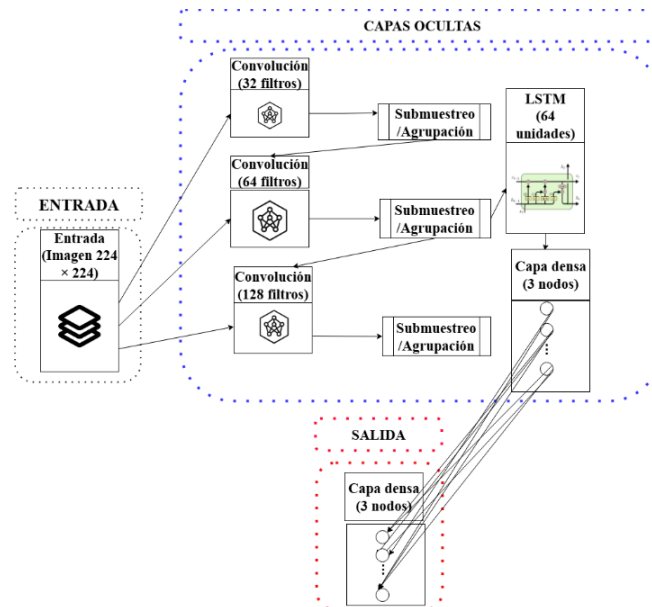 CAPAS OCULTAS
Convolución
(32 filtros)
Submuestreo
/Agrupación
LSTM
(64
unidades)
Convolución
(64 filtros)
ENTRADA
Entrada
(Imagen 224
× 224)
Submuestreo
/Agrupación
Capa densa
(3 nodos)
Convolución
(128 filtros)
Submuestreo
/Agrupación
SALIDA
Capa densa
(3 nodos)